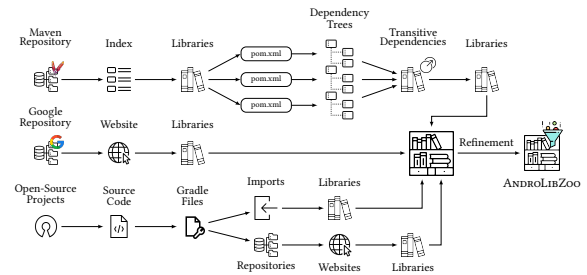 Dependency
Trees
Maven
Repository
Index
Libraries
Transitive
Dependencies
Libraries
pom.xml
pom.xml
pom.xml
Google
Repository
Website
Libraries
Refinement
ANDROLIBZOO
Open-Source
Projects
Source
Code
Gradle
Files
Imports
Libraries
Repositories
Websites
Libraries